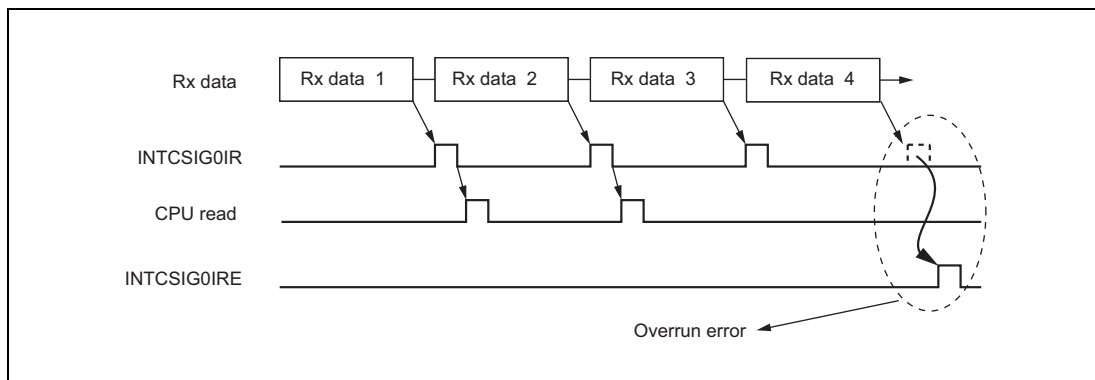 Rx data
Rx data 1
Rx data 2
Rx data 3
Rx data 4
INTCSIG0IR
CPU read
INTCSIG0IRE
Overrun error